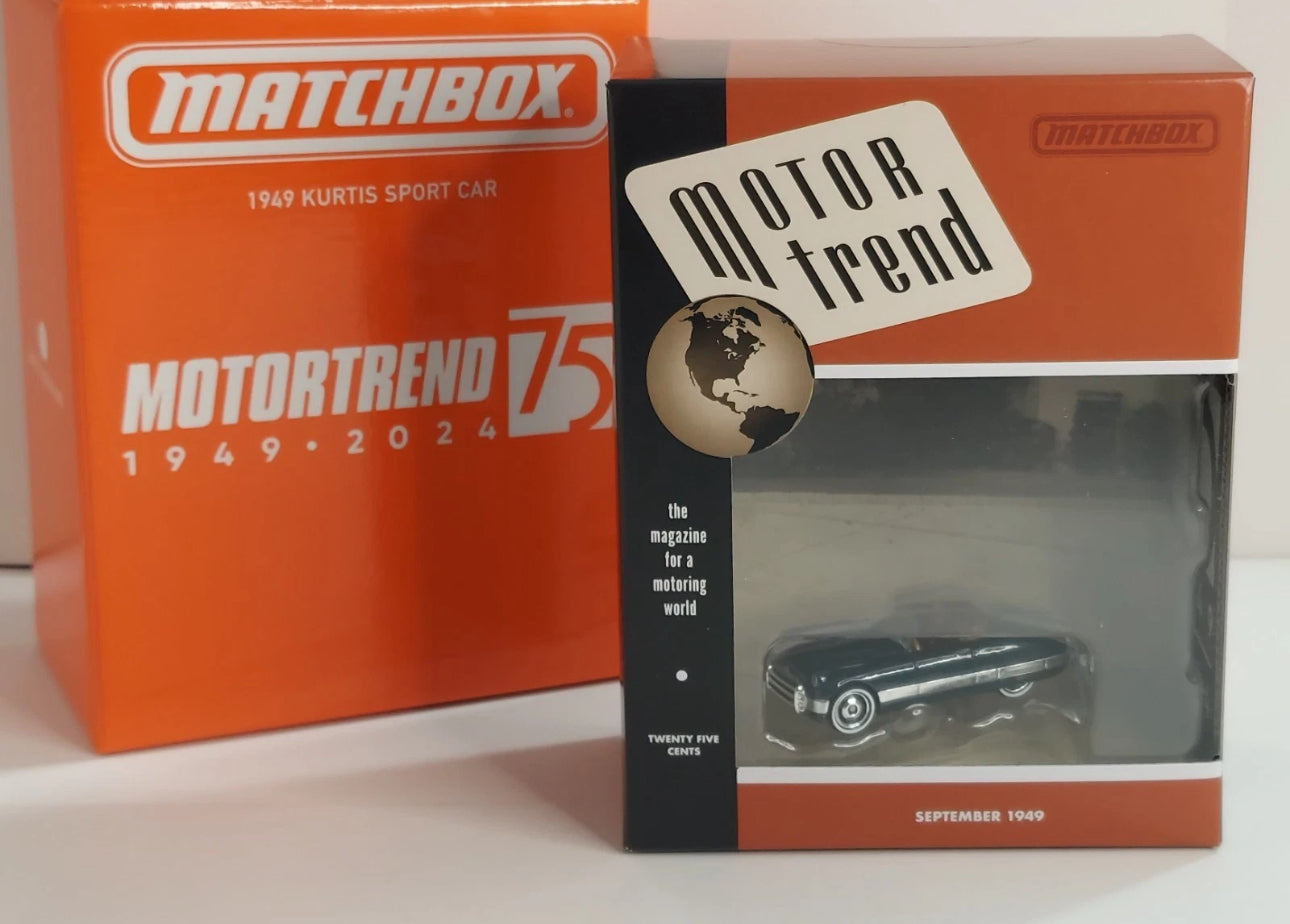 MATCHBOX®
1949 KURTIS SPORT CAR
MOTORTREND 75
1949 • 2024
MOTOR
trend
MATCHBOX
the
magazine
for a
motoring
world
•
TWENTY FIVE
CENTS
SEPTEMBER 1949